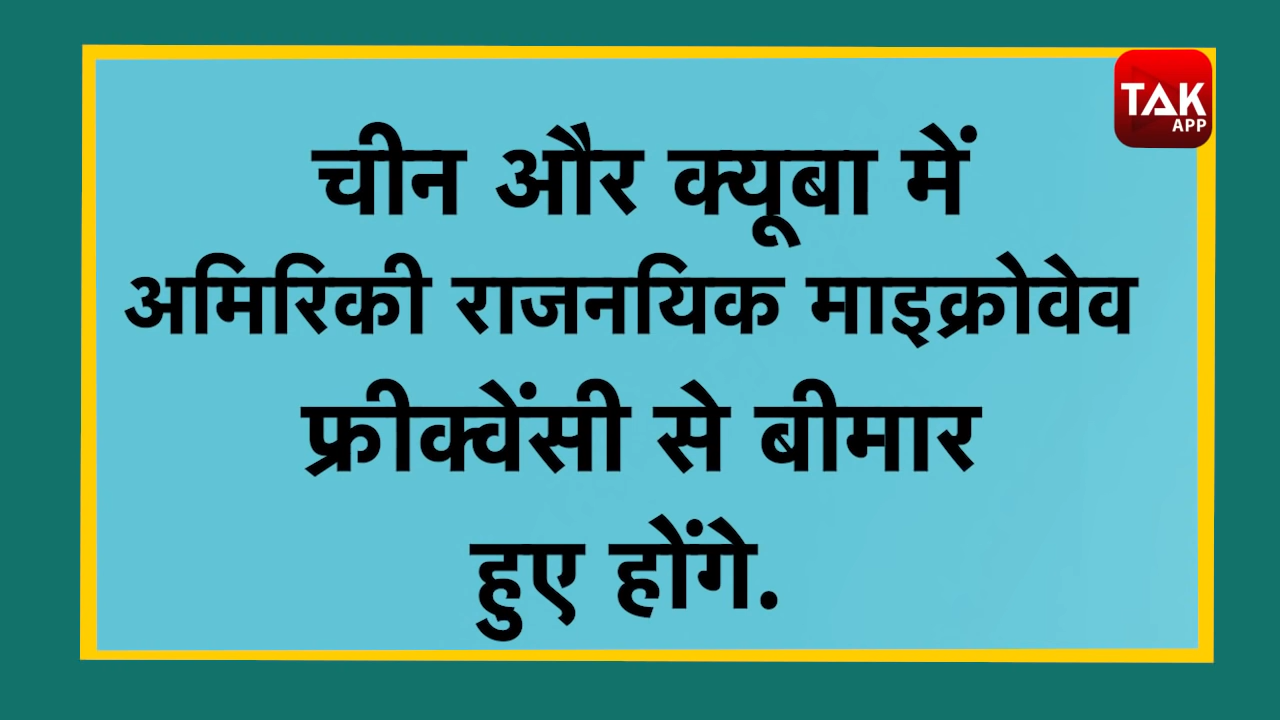 TAK
APP
चीन और क्यूबा में
अमिरिकी राजनयिक माइक्रोवेव
फ्रीक्वेंसी से बीमार
हुए होंगे.